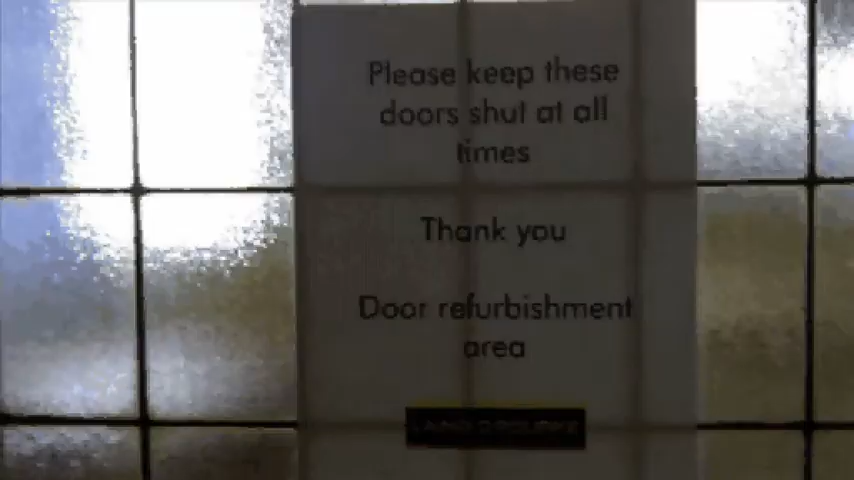 Please keep these
doors shut at all
times
Thank you
Door refurbishment
area